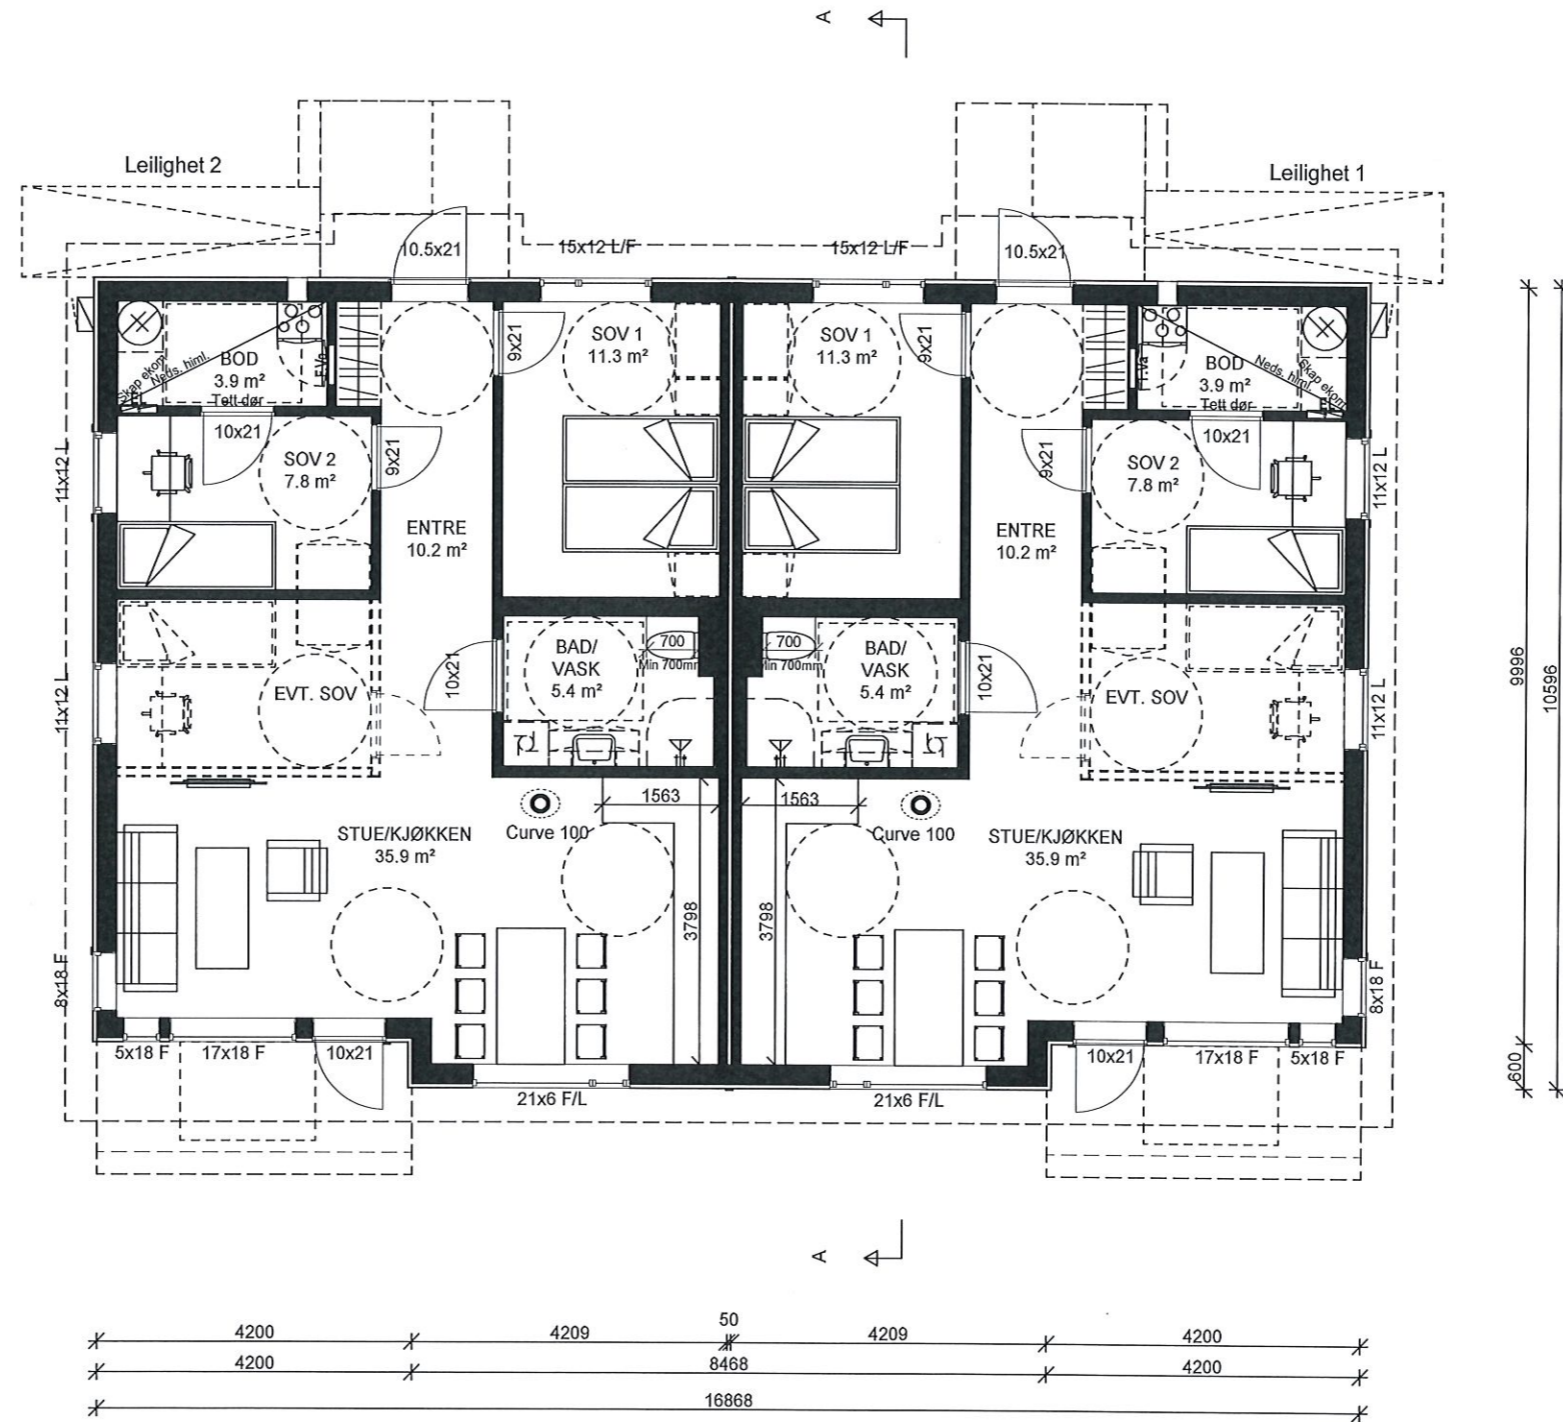 A
Leilighet 2
Leilighet 1
10.5x21
15x12 L/F
15x12 L/F
10.5x21
SOV 1
11.3 m²
9x21
SOV 1
11.3 m²
9x21
BOD
3.9 m²
Tett dør
Skap ekom
Neds. himl.
EL
BOD
3.9 m²
Tett dør
Neds. himl.
Skap ekom
EL
10x21
SOV 2
7.8 m²
9x21
11x12 L
10x21
SOV 2
7.8 m²
9x21
11x12 L
ENTRE
10.2 m²
ENTRE
10.2 m²
BAD/
VASK
5.4 m²
700
Min 700mm
10x21
700
Min 700mm
BAD/
VASK
5.4 m²
10x21
EVT. SOV
11x12 L
EVT. SOV
11x12 L
1563
1563
Curve 100
Curve 100
STUE/KJØKKEN
35.9 m²
STUE/KJØKKEN
35.9 m²
3798
3798
8x18 F
8x18 F
5x18 F
17x18 F
10x21
21x6 F/L
21x6 F/L
10x21
17x18 F
5x18 F
9996
10596
600
A
4200
4209
50
4209
4200
4200
8468
4200
16868